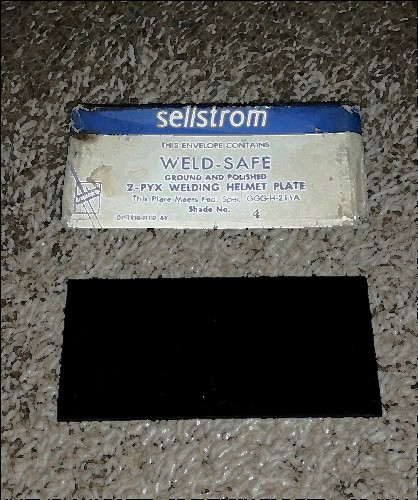 sellstrom
THIS ENVELOPE CONTAINS
WELD-SAFE
GROUND AND POLISHED
2-PYX WELDING HELMET PLATE
This Plate Meets Fed. Spec. GGG-H-211A
Shade No. 4